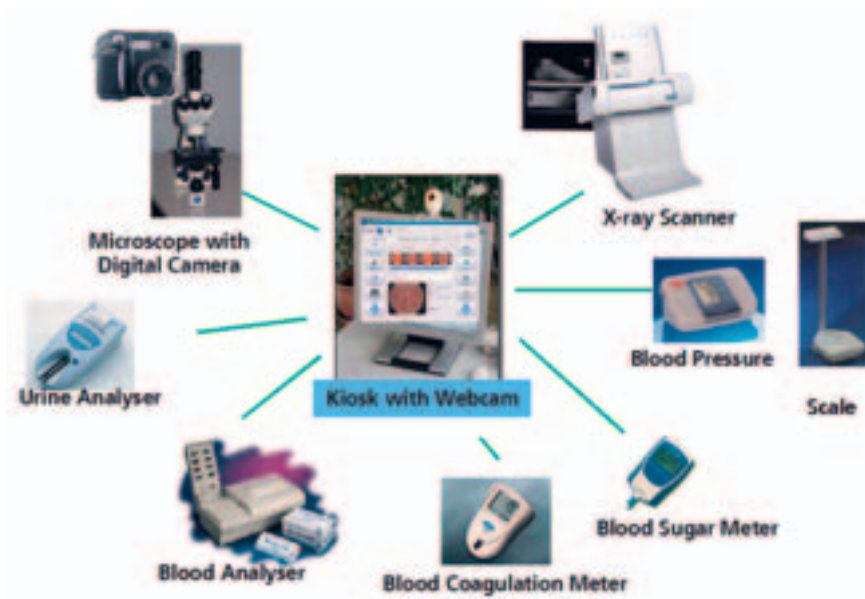 Microscope with
Digital Camera
X-ray Scanner
Urine Analyser
Kiosk with Webcam
Blood Pressure
Scale
Blood Analyser
Blood Coagulation Meter
Blood Sugar Meter